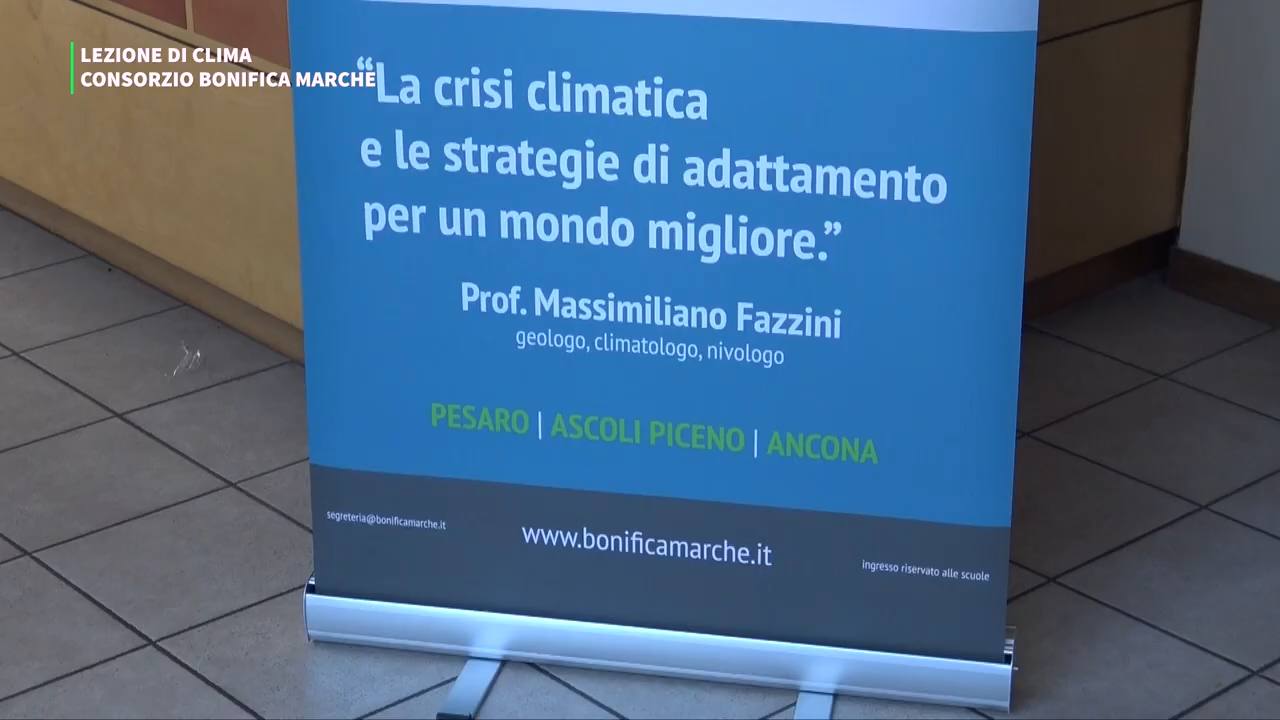 LEZIONE DI CLIMA
CONSORZIO BONIFICA MARCHE
“La crisi climatica
e le strategie di adattamento
per un mondo migliore.”
Prof. Massimiliano Fazzini
geologo, climatologo, nivologo
PESARO | ASCOLI PICENO | ANCONA
segreteria@bonificamarche.it
www.bonificamarche.it
ingresso riservato alle scuole